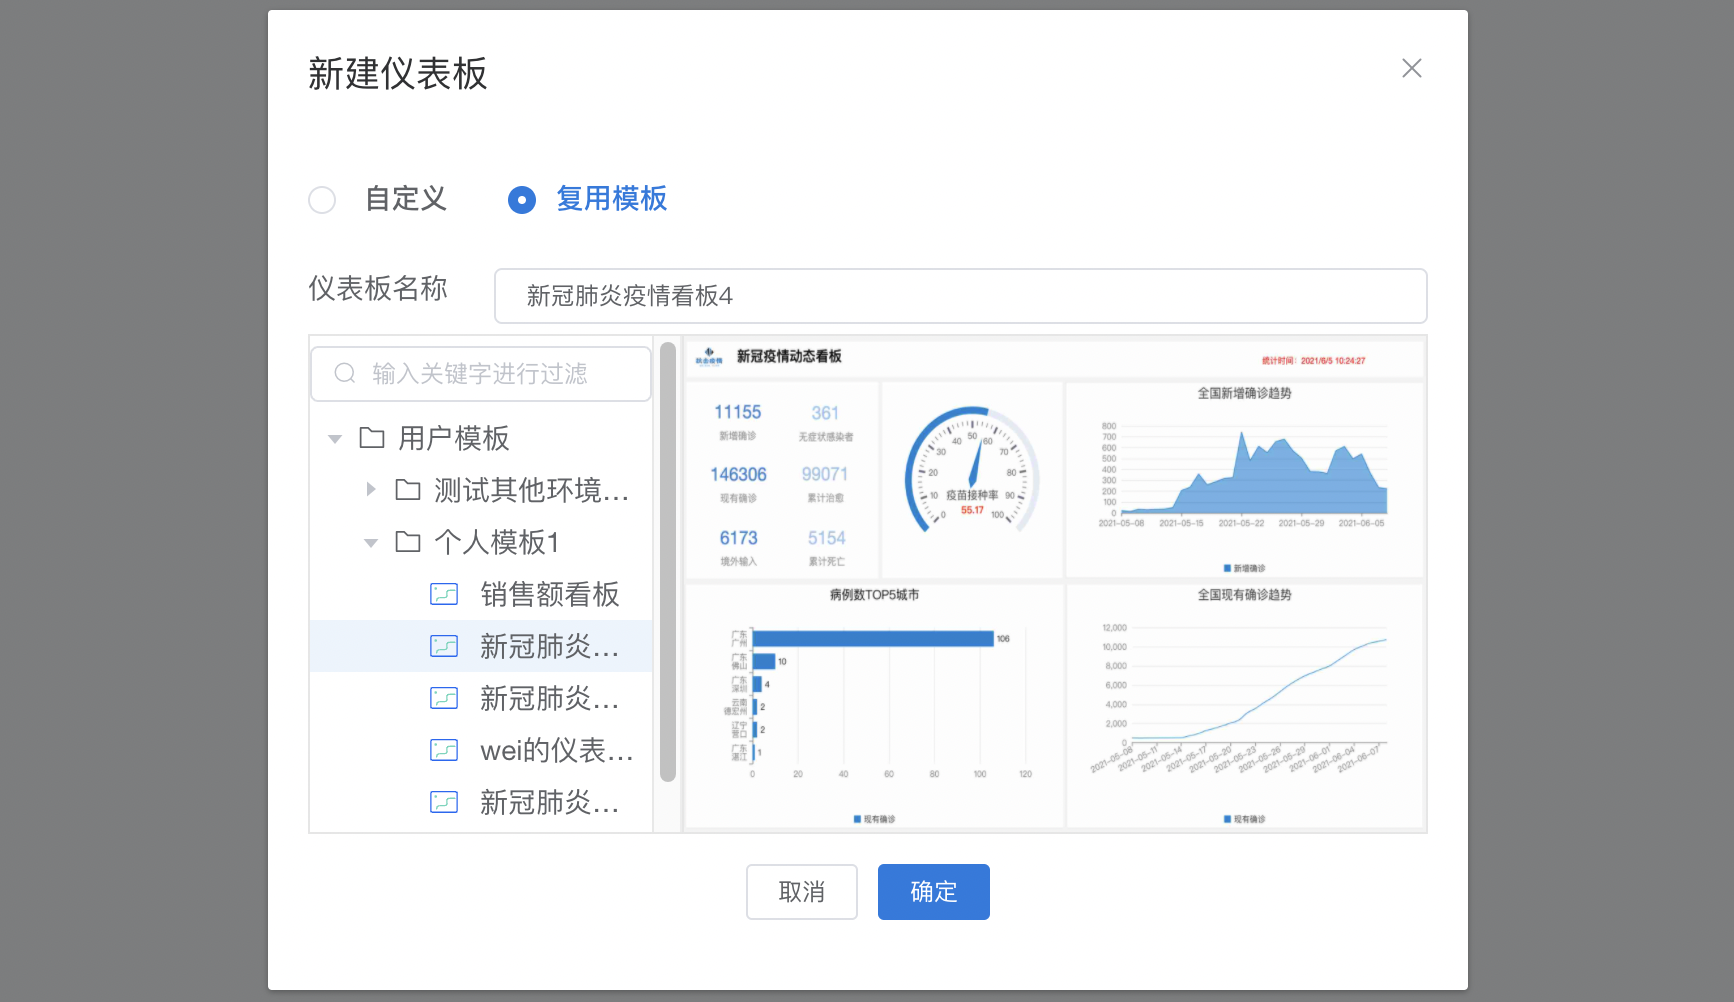 新建仪表板
自定义
复用模板
仪表板名称
新冠肺炎疫情看板4
输入关键字进行过滤
用户模板
测试其他环境...
个人模板1
销售额看板
新冠肺炎...
新冠肺炎...
wei的仪表...
新冠肺炎...
新冠疫情动态看板
统计时间：2021/6/5 10:24:27
11155
新增确诊
361
无症状感染者
146306
现有确诊
99071
累计治愈
6173
境外输入
5154
累计死亡
0
10
20
30
40
50
60
70
80
90
100
疫苗接种率
55.17
全国新增确诊趋势
800
700
600
500
400
300
200
100
0
2021-05-08
2021-05-15
2021-05-22
2021-05-29
2021-06-05
新增确诊
病例数TOP5城市
广东
广州
106
广东
佛山
10
广东
深圳
4
云南
德宏州
2
辽宁
营口
2
广东
湛江
1
0
20
40
60
80
100
120
现有确诊
全国现有确诊趋势
12,000
10,000
8,000
6,000
4,000
2,000
0
2021-05-08
2021-05-11
2021-05-14
2021-05-17
2021-05-20
2021-05-23
2021-05-26
2021-05-29
2021-06-01
2021-06-04
2021-06-07
现有确诊
取消
确定